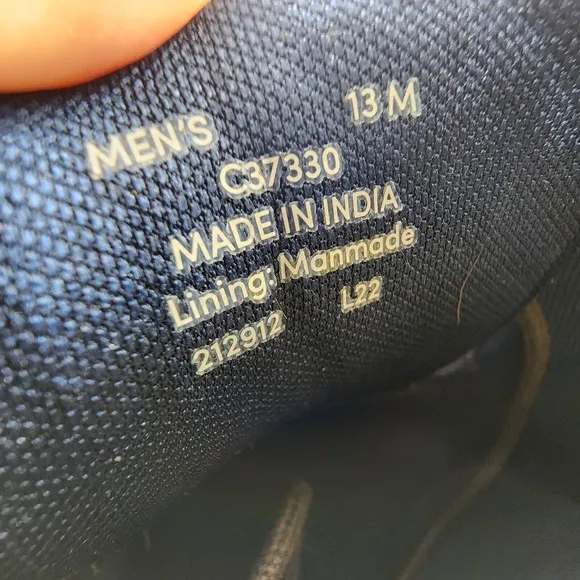 MEN'S 13 M
C37330
MADE IN INDIA
Lining: Manmade
212912 L22